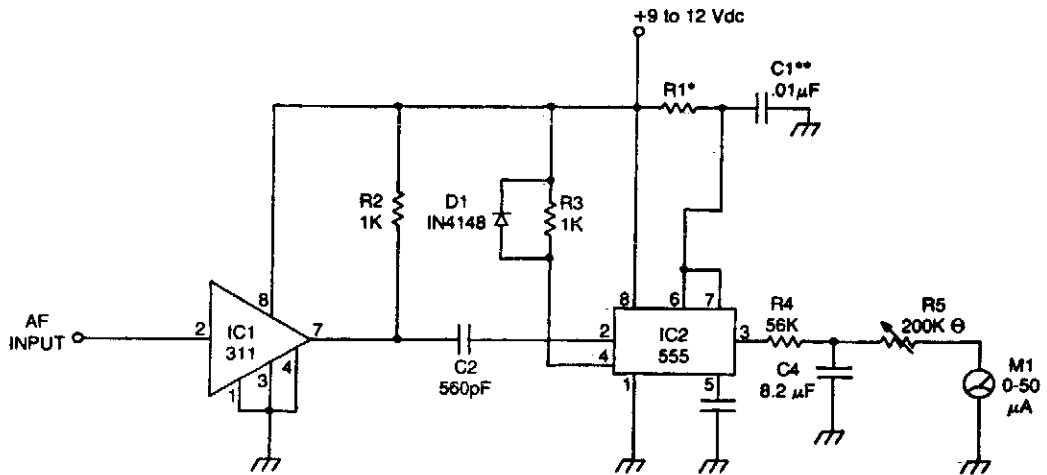 +9 to 12 Vdc
C1**
.01µF
R1*
R2
1K
D1
IN4148
R3
1K
8
AF
INPUT
2
IC1
311
7
4
3
1
C2
560pF
8
6
7
2
IC2
555
3
4
1
5
R4
56K
C4
8.2 µF
R5
200K Θ
M1
0-50
µA